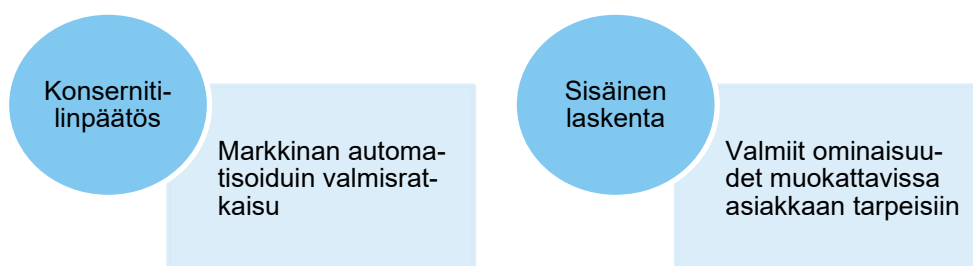 Konserniti-
linpäätös
Markkinan automa-
tisoiduin valmisrat-
kaisu
Sisäinen
laskenta
Valmiit ominaisuu-
det muokattavissa
asiakkaan tarpeisiin